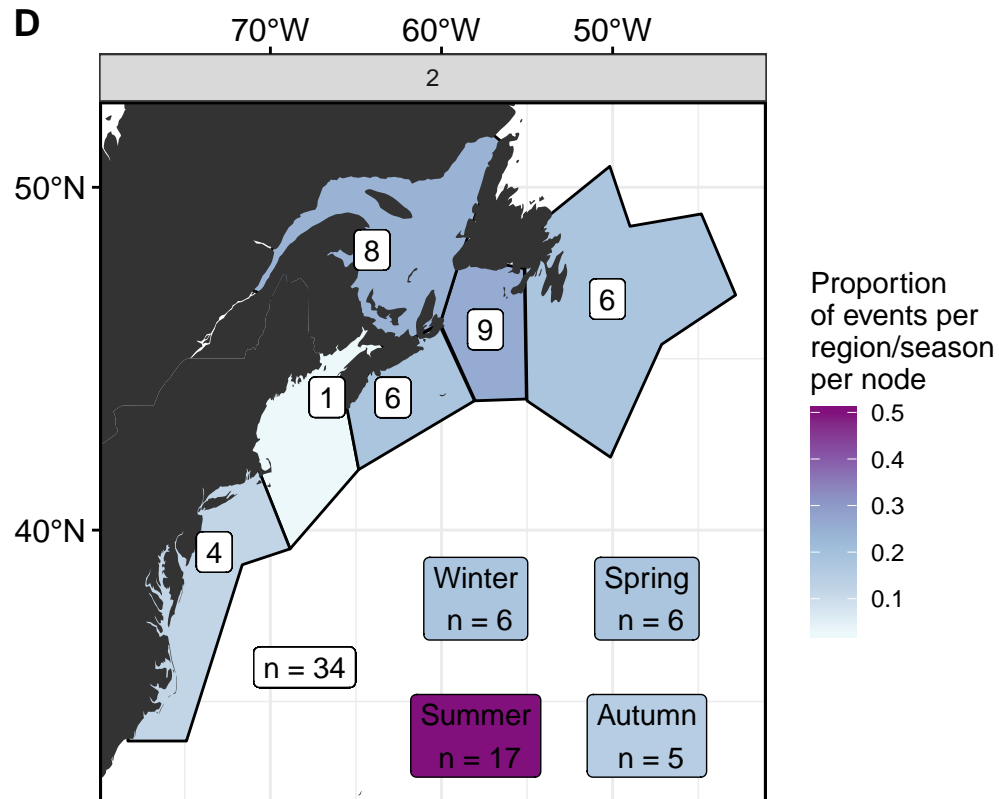 D
70°W 60°W 50°W
2
50°N
40°N
8
6
9
1
6
4
Winter
n = 6
Spring
n = 6
n = 34
Summer
n = 17
Autumn
n = 5
Proportion
of events per
region/season
per node
0.5
0.4
0.3
0.2
0.1